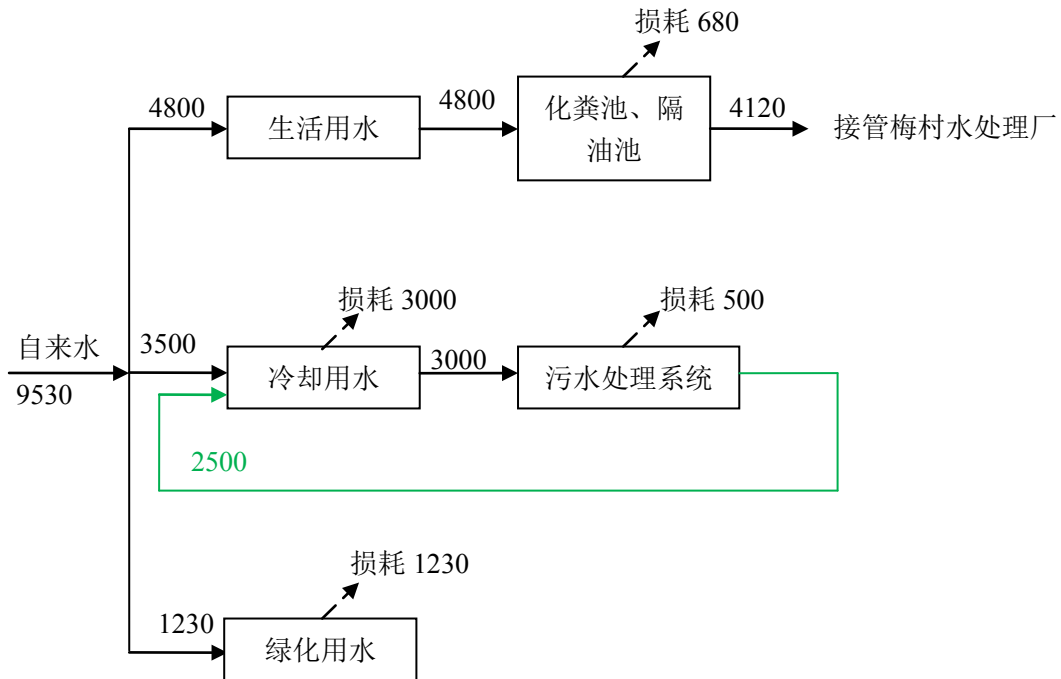 损耗 680
4800
生活用水
4800
化粪池、隔
油池
4120
接管梅村水处理厂
损耗 3000
损耗 500
自来水
9530
3500
冷却用水
3000
污水处理系统
2500
损耗 1230
1230
绿化用水